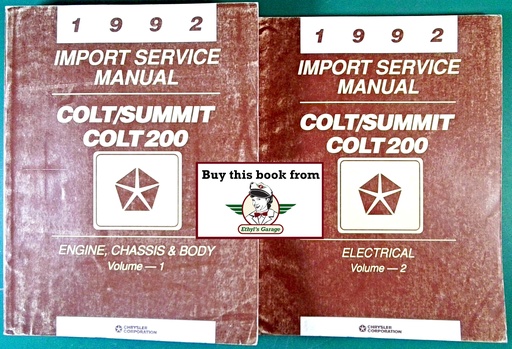 1 9 9 2
IMPORT SERVICE
MANUAL
COLT/SUMMIT
COLT 200
ENGINE, CHASSIS & BODY
Volume — 1
CHRYSLER
CORPORATION
Buy this book from
Ethyl's Garage
1 9 9 2
IMPORT SERVICE
MANUAL
COLT/SUMMIT
COLT 200
ELECTRICAL
Volume — 2
CHRYSLER
CORPORATION